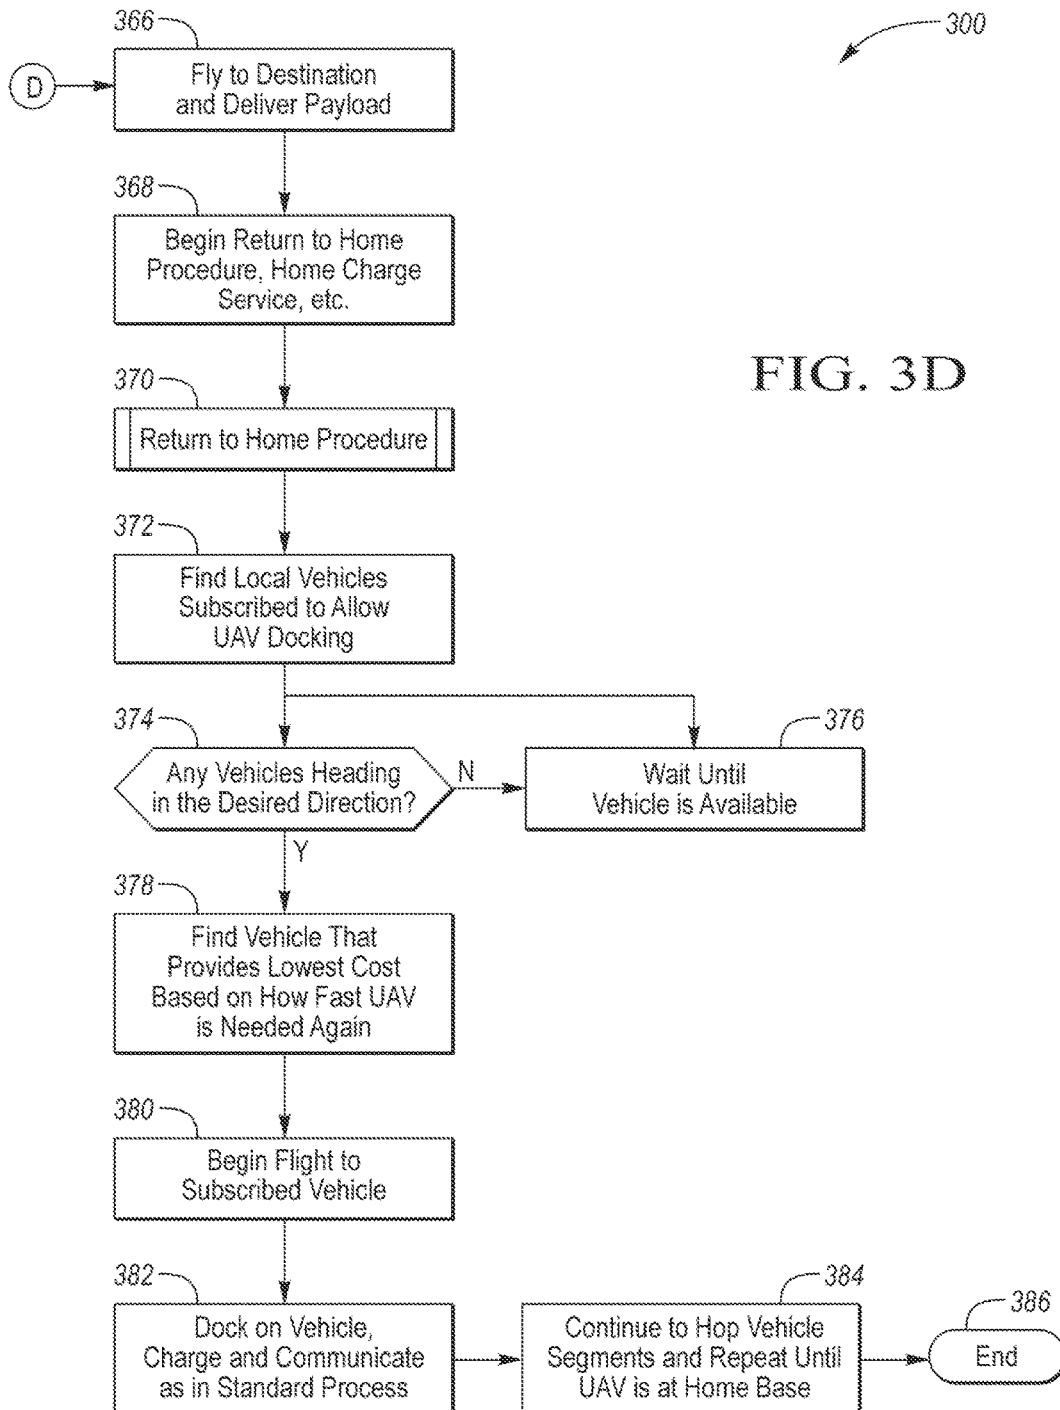 366
300
D
Fly to Destination
and Deliver Payload
368
Begin Return to Home
Procedure, Home Charge
Service, etc.
FIG. 3D
370
Return to Home Procedure
372
Find Local Vehicles
Subscribed to Allow
UAV Docking
374
376
Any Vehicles Heading
in the Desired Direction?
N
Wait Until
Vehicle is Available
Y
378
Find Vehicle That
Provides Lowest Cost
Based on How Fast UAV
is Needed Again
380
Begin Flight to
Subscribed Vehicle
382
Dock on Vehicle,
Charge and Communicate
as in Standard Process
384
Continue to Hop Vehicle
Segments and Repeat Until
UAV is at Home Base
386
End